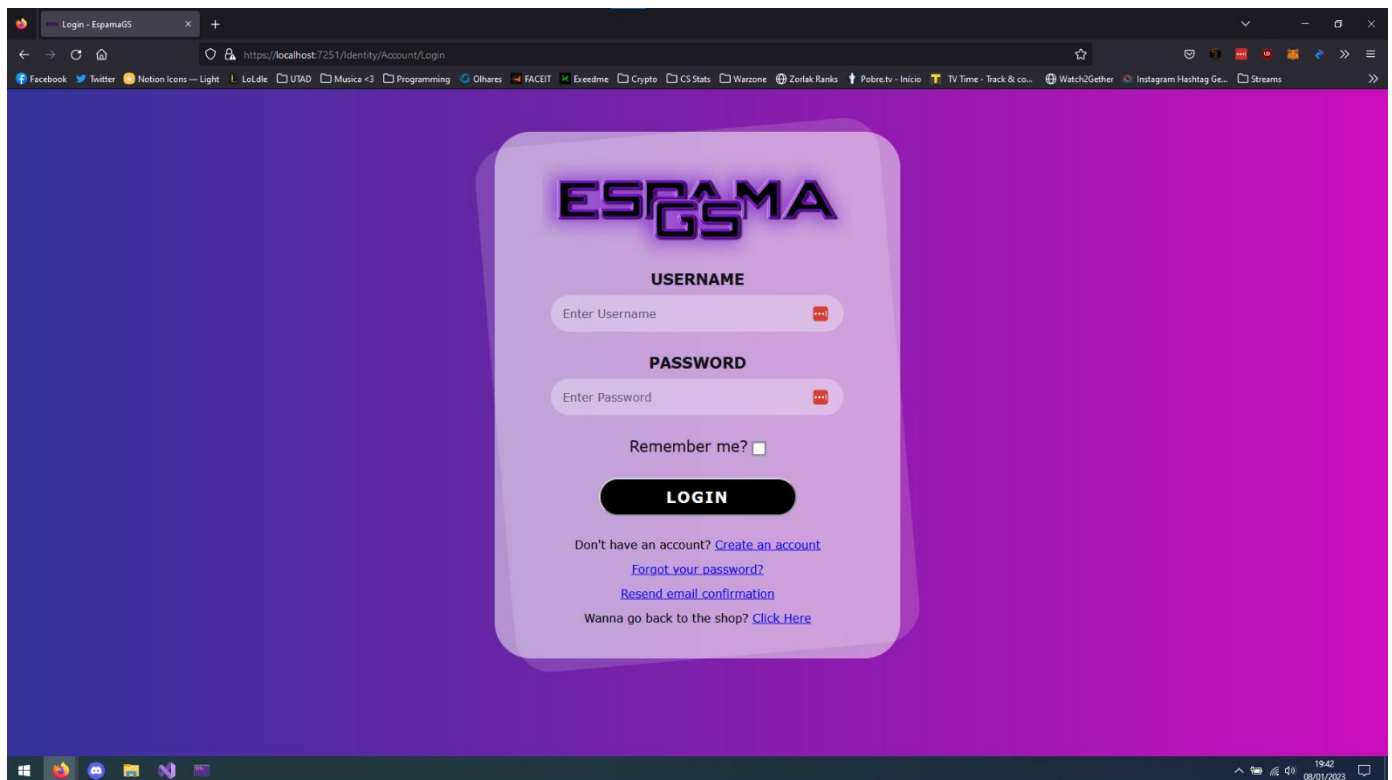 Login - EspamaGS
https://localhost:7251/Identity/Account/Login
Facebook Twitter Notion Icons — Light LoLdle UTAD Musica <3 Programming Olhares FACEIT Exeedme Crypto CS Stats Warzone Zorlak Ranks Pobre.tv - Início TV Time - Track & co... Watch2Gether Instagram Hashtag Ge... Streams
ESPAMA
GS
USERNAME
Enter Username
PASSWORD
Enter Password
Remember me?
LOGIN
Don't have an account? Create an account
Forgot your password?
Resend email confirmation
Wanna go back to the shop? Click Here
19:42
08/01/2023